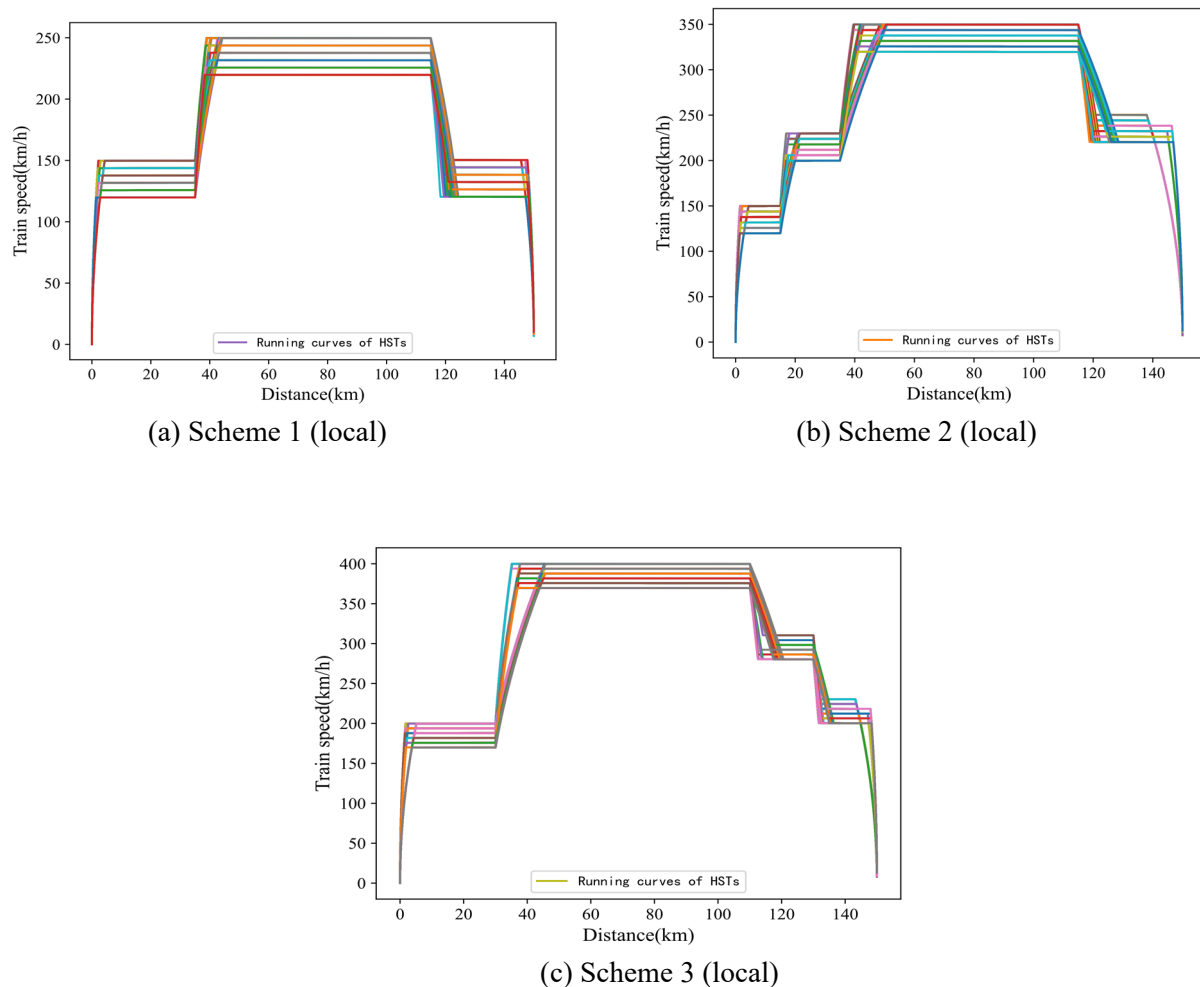 250
200
150
100
50
0
Train speed(km/h)
Running curves of HSTs
0 20 40 60 80 100 120 140
Distance(km)
(a) Scheme 1 (local)
350
300
250
200
150
100
50
0
Train speed(km/h)
Running curves of HSTs
0 20 40 60 80 100 120 140
Distance(km)
(b) Scheme 2 (local)
400
350
300
250
200
150
100
50
0
Train speed(km/h)
Running curves of HSTs
0 20 40 60 80 100 120 140
Distance(km)
(c) Scheme 3 (local)